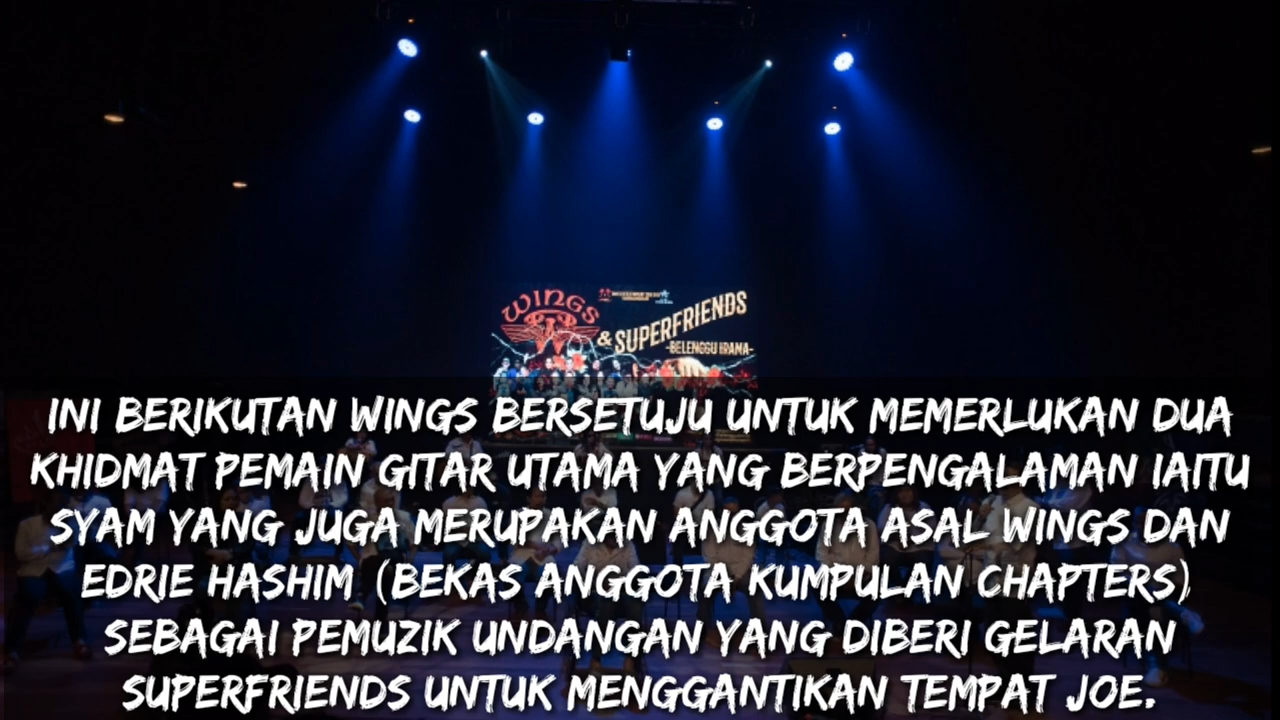 WINGS
& SUPERFRIENDS
-BELENGGU IRAMA-
INI BERIKUTAN WINGS BERSETUJU UNTUK MEMERLUKAN DUA
KHIDMAT PEMAIN GITAR UTAMA YANG BERPENGALAMAN IAITU
SYAM YANG JUGA MERUPAKAN ANGGOTA ASAL WINGS DAN
EDRIE HASHIM (BEKAS ANGGOTA KUMPULAN CHAPTERS)
SEBAGAI PEMUZIK UNDANGAN YANG DIBERI GELARAN
SUPERFRIENDS UNTUK MENGGANTIKAN TEMPAT JOE.